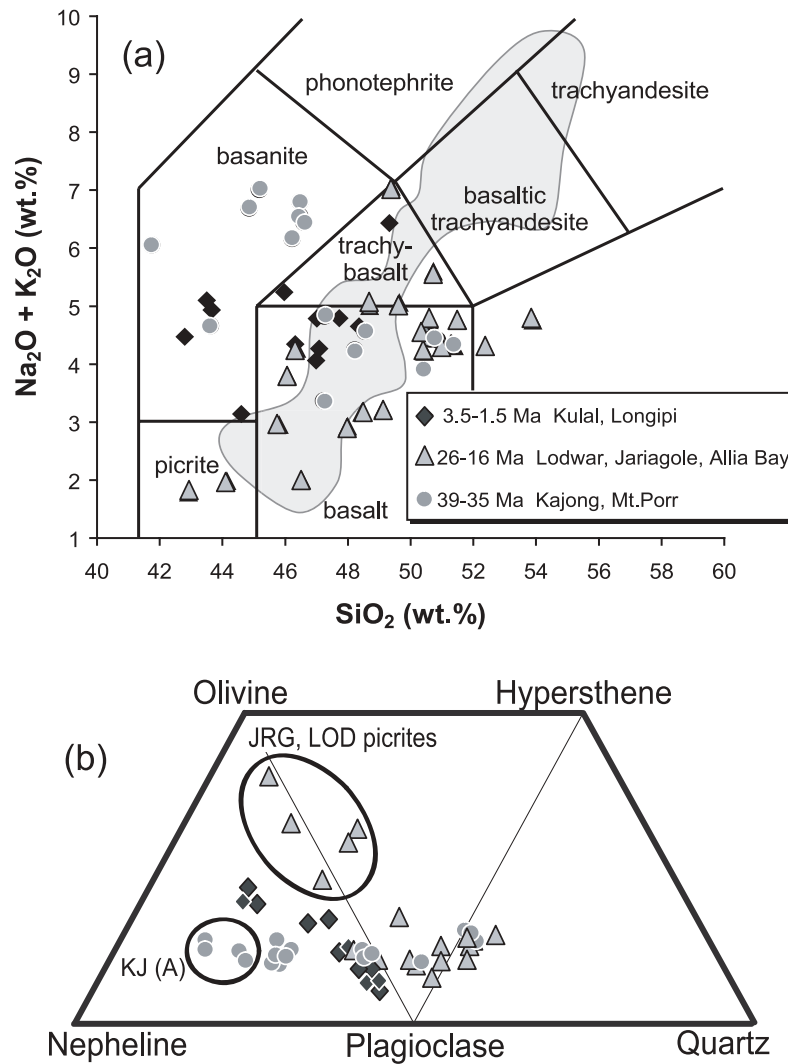 (a)
10
9
8
7
6
5
4
3
2
1
Na₂O + K₂O (wt.%)
phonotephrite
trachyandesite
basanite
basaltic
trachyandesite
trachy-
basalt
picrite
basalt
3.5-1.5 Ma Kulal, Longipi
26-16 Ma Lodwar, Jariagole, Allia Bay
39-35 Ma Kajong, Mt.Porr
40 42 44 46 48 50 52 54 56 58 60
SiO₂ (wt.%)
(b)
Olivine Hypersthene
JRG, LOD picrites
KJ (A)
Nepheline Plagioclase Quartz